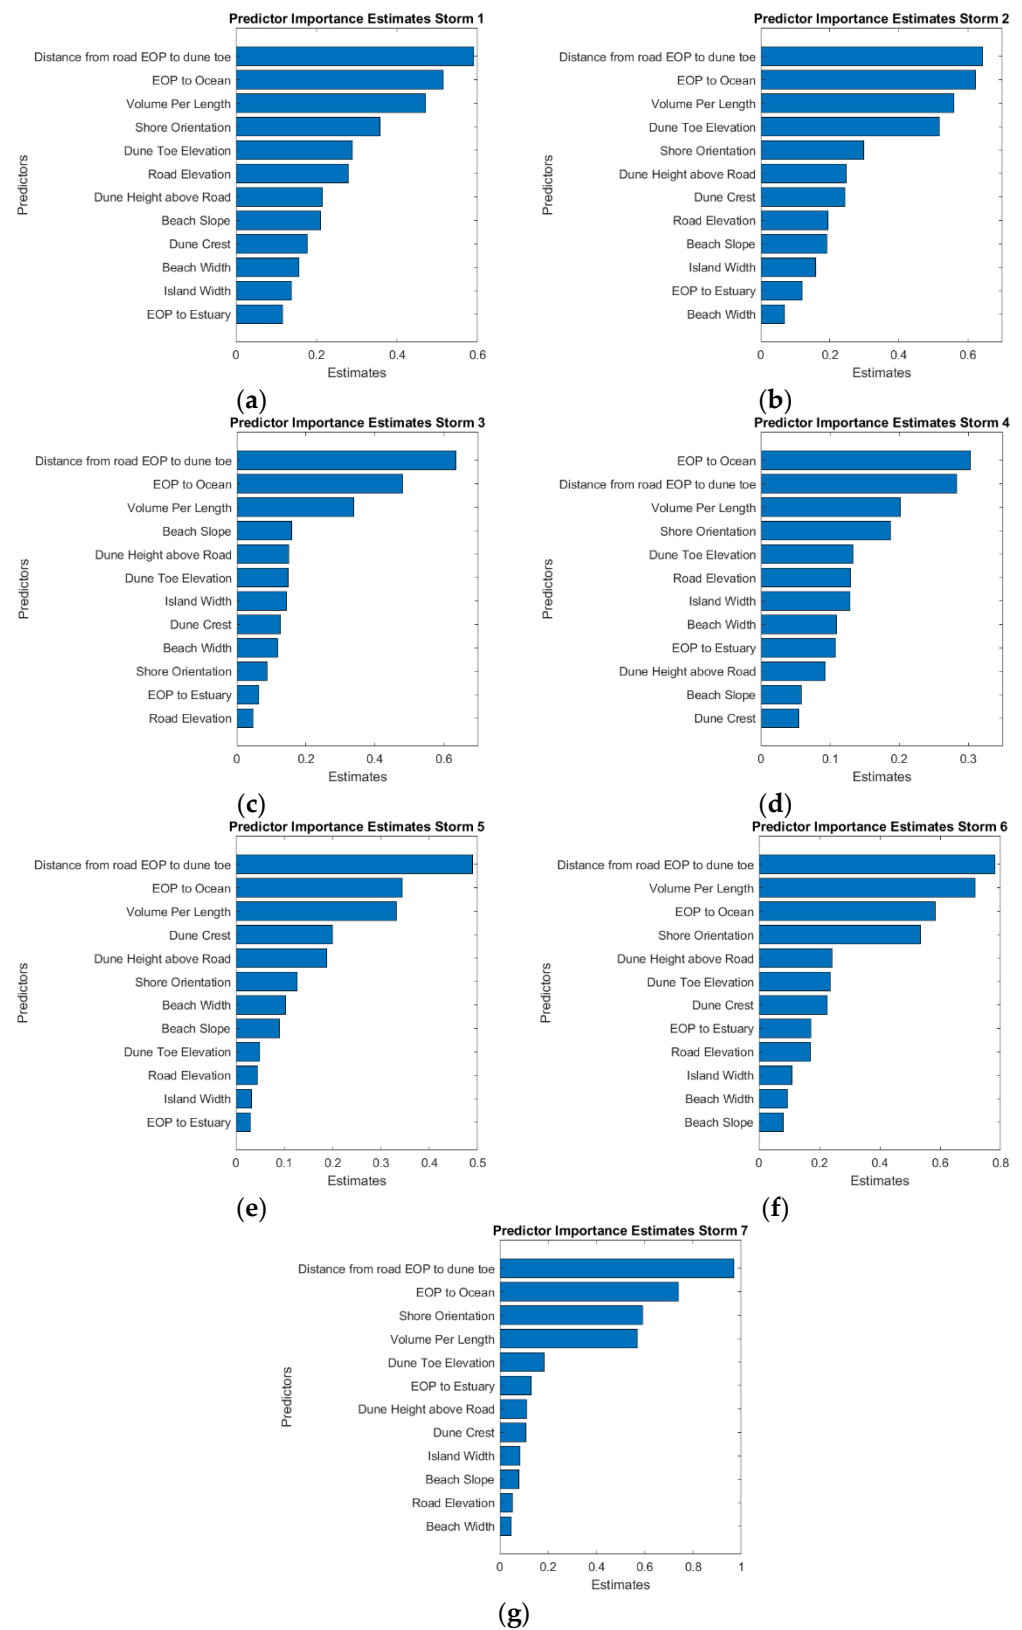 Predictor Importance Estimates Storm 1
Predictors
Distance from road EOP to dune toe
EOP to Ocean
Volume Per Length
Shore Orientation
Dune Toe Elevation
Road Elevation
Dune Height above Road
Beach Slope
Dune Crest
Beach Width
Island Width
EOP to Estuary
0 0.2 0.4 0.6
Estimates
(a)
Predictor Importance Estimates Storm 2
Predictors
Distance from road EOP to dune toe
EOP to Ocean
Volume Per Length
Dune Toe Elevation
Shore Orientation
Dune Height above Road
Dune Crest
Road Elevation
Beach Slope
Island Width
EOP to Estuary
Beach Width
0 0.2 0.4 0.6
Estimates
(b)
Predictor Importance Estimates Storm 3
Predictors
Distance from road EOP to dune toe
EOP to Ocean
Volume Per Length
Beach Slope
Dune Height above Road
Dune Toe Elevation
Island Width
Dune Crest
Beach Width
Shore Orientation
EOP to Estuary
Road Elevation
0 0.2 0.4 0.6
Estimates
(c)
Predictor Importance Estimates Storm 4
Predictors
EOP to Ocean
Distance from road EOP to dune toe
Volume Per Length
Shore Orientation
Dune Toe Elevation
Road Elevation
Island Width
Beach Width
EOP to Estuary
Dune Height above Road
Beach Slope
Dune Crest
0 0.1 0.2 0.3
Estimates
(d)
Predictor Importance Estimates Storm 5
Predictors
Distance from road EOP to dune toe
EOP to Ocean
Volume Per Length
Dune Crest
Dune Height above Road
Shore Orientation
Beach Width
Beach Slope
Dune Toe Elevation
Road Elevation
Island Width
EOP to Estuary
0 0.1 0.2 0.3 0.4 0.5
Estimates
(e)
Predictor Importance Estimates Storm 6
Predictors
Distance from road EOP to dune toe
Volume Per Length
EOP to Ocean
Shore Orientation
Dune Height above Road
Dune Toe Elevation
Dune Crest
EOP to Estuary
Road Elevation
Island Width
Beach Width
Beach Slope
0 0.2 0.4 0.6 0.8
Estimates
(f)
Predictor Importance Estimates Storm 7
Predictors
Distance from road EOP to dune toe
EOP to Ocean
Shore Orientation
Volume Per Length
Dune Toe Elevation
EOP to Estuary
Dune Height above Road
Dune Crest
Island Width
Beach Slope
Road Elevation
Beach Width
0 0.2 0.4 0.6 0.8 1
Estimates
(g)